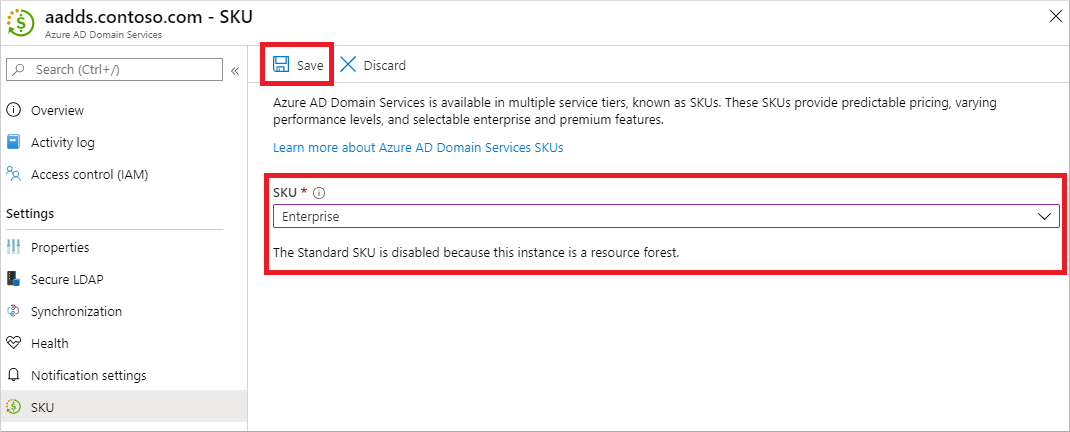 aadds.contoso.com - SKU
Azure AD Domain Services
Search (Ctrl+/)
«
Overview
Activity log
Access control (IAM)
Settings
Properties
Secure LDAP
Synchronization
Health
Notification settings
SKU
Save
Discard
Azure AD Domain Services is available in multiple service tiers, known as SKUs. These SKUs provide predictable pricing, varying
performance levels, and selectable enterprise and premium features.
Learn more about Azure AD Domain Services SKUs
SKU *
Enterprise
The Standard SKU is disabled because this instance is a resource forest.